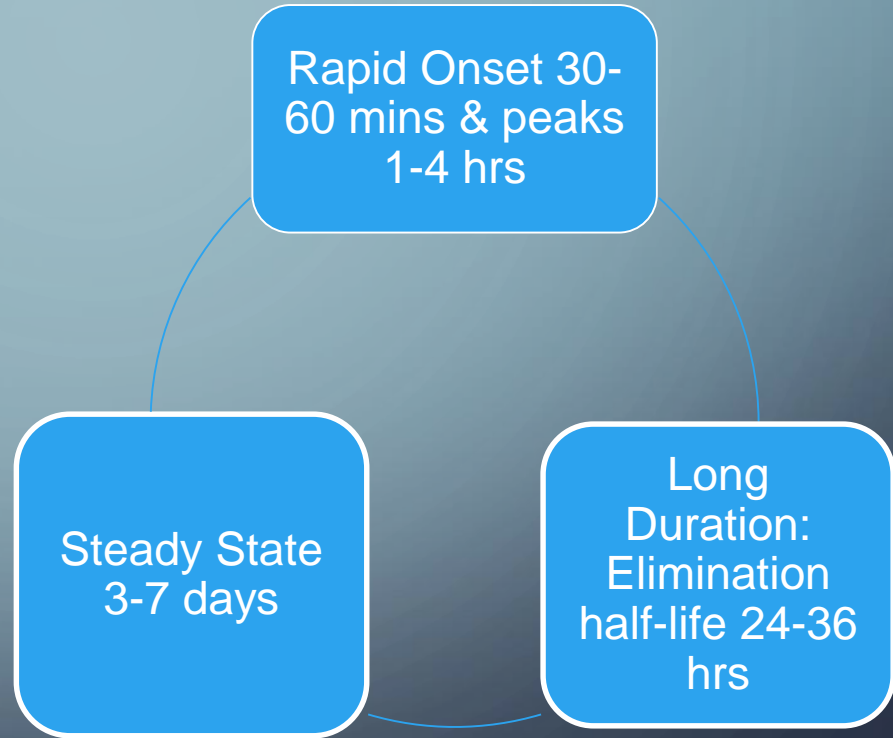 Rapid Onset 30-
60 mins & peaks
1-4 hrs
Steady State
3-7 days
Long
Duration:
Elimination
half-life 24-36
hrs